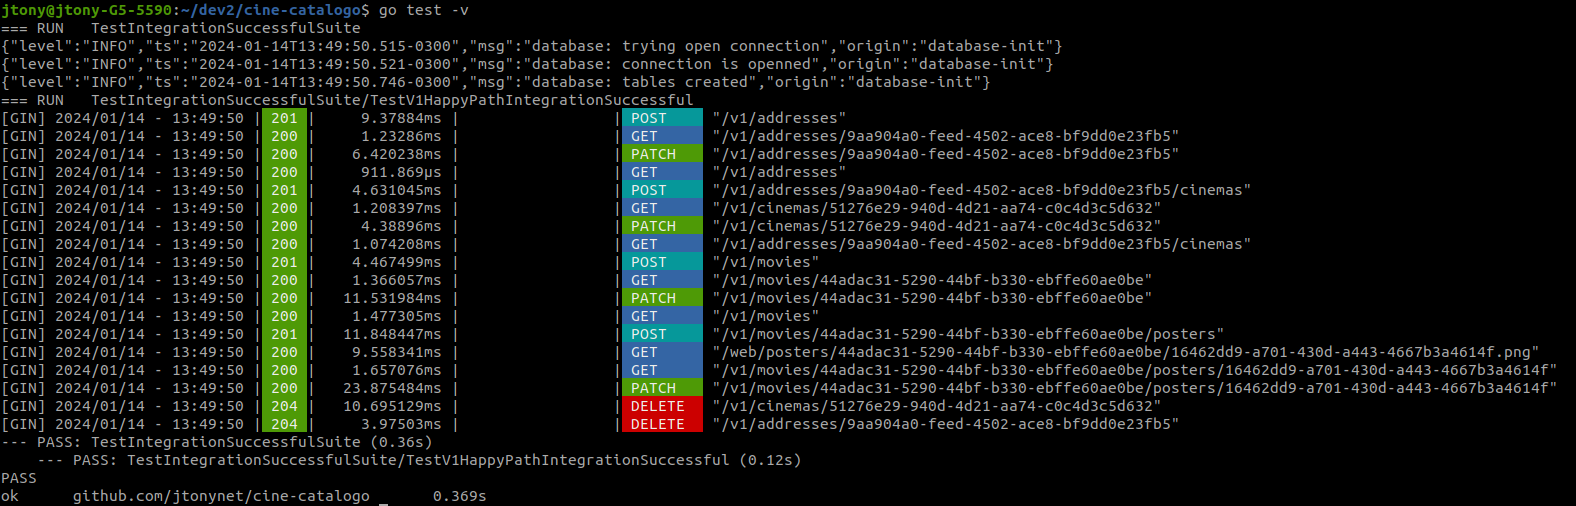 jtony@jtony-G5-5590:~/dev2/cine-catalogo$ go test -v
=== RUN   TestIntegrationSuccessfulSuite
{"level":"INFO","ts":"2024-01-14T13:49:50.515-0300","msg":"database: trying open connection","origin":"database-init"}
{"level":"INFO","ts":"2024-01-14T13:49:50.521-0300","msg":"database: connection is openned","origin":"database-init"}
{"level":"INFO","ts":"2024-01-14T13:49:50.746-0300","msg":"database: tables created","origin":"database-init"}
=== RUN   TestIntegrationSuccessfulSuite/TestV1HappyPathIntegrationSuccessful
[GIN] 2024/01/14 - 13:49:50 | 201 |     9.37884ms |                 | POST     "/v1/addresses"
[GIN] 2024/01/14 - 13:49:50 | 200 |     1.23286ms |                 | GET      "/v1/addresses/9aa904a0-feed-4502-ace8-bf9dd0e23fb5"
[GIN] 2024/01/14 - 13:49:50 | 200 |    6.420238ms |                 | PATCH    "/v1/addresses/9aa904a0-feed-4502-ace8-bf9dd0e23fb5"
[GIN] 2024/01/14 - 13:49:50 | 200 |     911.869µs |                 | GET      "/v1/addresses"
[GIN] 2024/01/14 - 13:49:50 | 201 |    4.631045ms |                 | POST     "/v1/addresses/9aa904a0-feed-4502-ace8-bf9dd0e23fb5/cinemas"
[GIN] 2024/01/14 - 13:49:50 | 200 |    1.208397ms |                 | GET      "/v1/cinemas/51276e29-940d-4d21-aa74-c0c4d3c5d632"
[GIN] 2024/01/14 - 13:49:50 | 200 |     4.38896ms |                 | PATCH    "/v1/cinemas/51276e29-940d-4d21-aa74-c0c4d3c5d632"
[GIN] 2024/01/14 - 13:49:50 | 200 |    1.074208ms |                 | GET      "/v1/addresses/9aa904a0-feed-4502-ace8-bf9dd0e23fb5/cinemas"
[GIN] 2024/01/14 - 13:49:50 | 201 |    4.467499ms |                 | POST     "/v1/movies"
[GIN] 2024/01/14 - 13:49:50 | 200 |    1.366057ms |                 | GET      "/v1/movies/44adac31-5290-44bf-b330-ebffe60ae0be"
[GIN] 2024/01/14 - 13:49:50 | 200 |   11.531984ms |                 | PATCH    "/v1/movies/44adac31-5290-44bf-b330-ebffe60ae0be"
[GIN] 2024/01/14 - 13:49:50 | 200 |    1.477305ms |                 | GET      "/v1/movies"
[GIN] 2024/01/14 - 13:49:50 | 201 |   11.848447ms |                 | POST     "/v1/movies/44adac31-5290-44bf-b330-ebffe60ae0be/posters"
[GIN] 2024/01/14 - 13:49:50 | 200 |    9.558341ms |                 | GET      "/web/posters/44adac31-5290-44bf-b330-ebffe60ae0be/16462dd9-a701-430d-a443-4667b3a4614f.png"
[GIN] 2024/01/14 - 13:49:50 | 200 |    1.657076ms |                 | GET      "/v1/movies/44adac31-5290-44bf-b330-ebffe60ae0be/posters/16462dd9-a701-430d-a443-4667b3a4614f"
[GIN] 2024/01/14 - 13:49:50 | 200 |   23.875484ms |                 | PATCH    "/v1/movies/44adac31-5290-44bf-b330-ebffe60ae0be/posters/16462dd9-a701-430d-a443-4667b3a4614f"
[GIN] 2024/01/14 - 13:49:50 | 204 |   10.695129ms |                 | DELETE   "/v1/cinemas/51276e29-940d-4d21-aa74-c0c4d3c5d632"
[GIN] 2024/01/14 - 13:49:50 | 204 |     3.97503ms |                 | DELETE   "/v1/addresses/9aa904a0-feed-4502-ace8-bf9dd0e23fb5"
--- PASS: TestIntegrationSuccessfulSuite (0.36s)
    --- PASS: TestIntegrationSuccessfulSuite/TestV1HappyPathIntegrationSuccessful (0.12s)
PASS
ok      github.com/jtonynet/cine-catalogo       0.369s